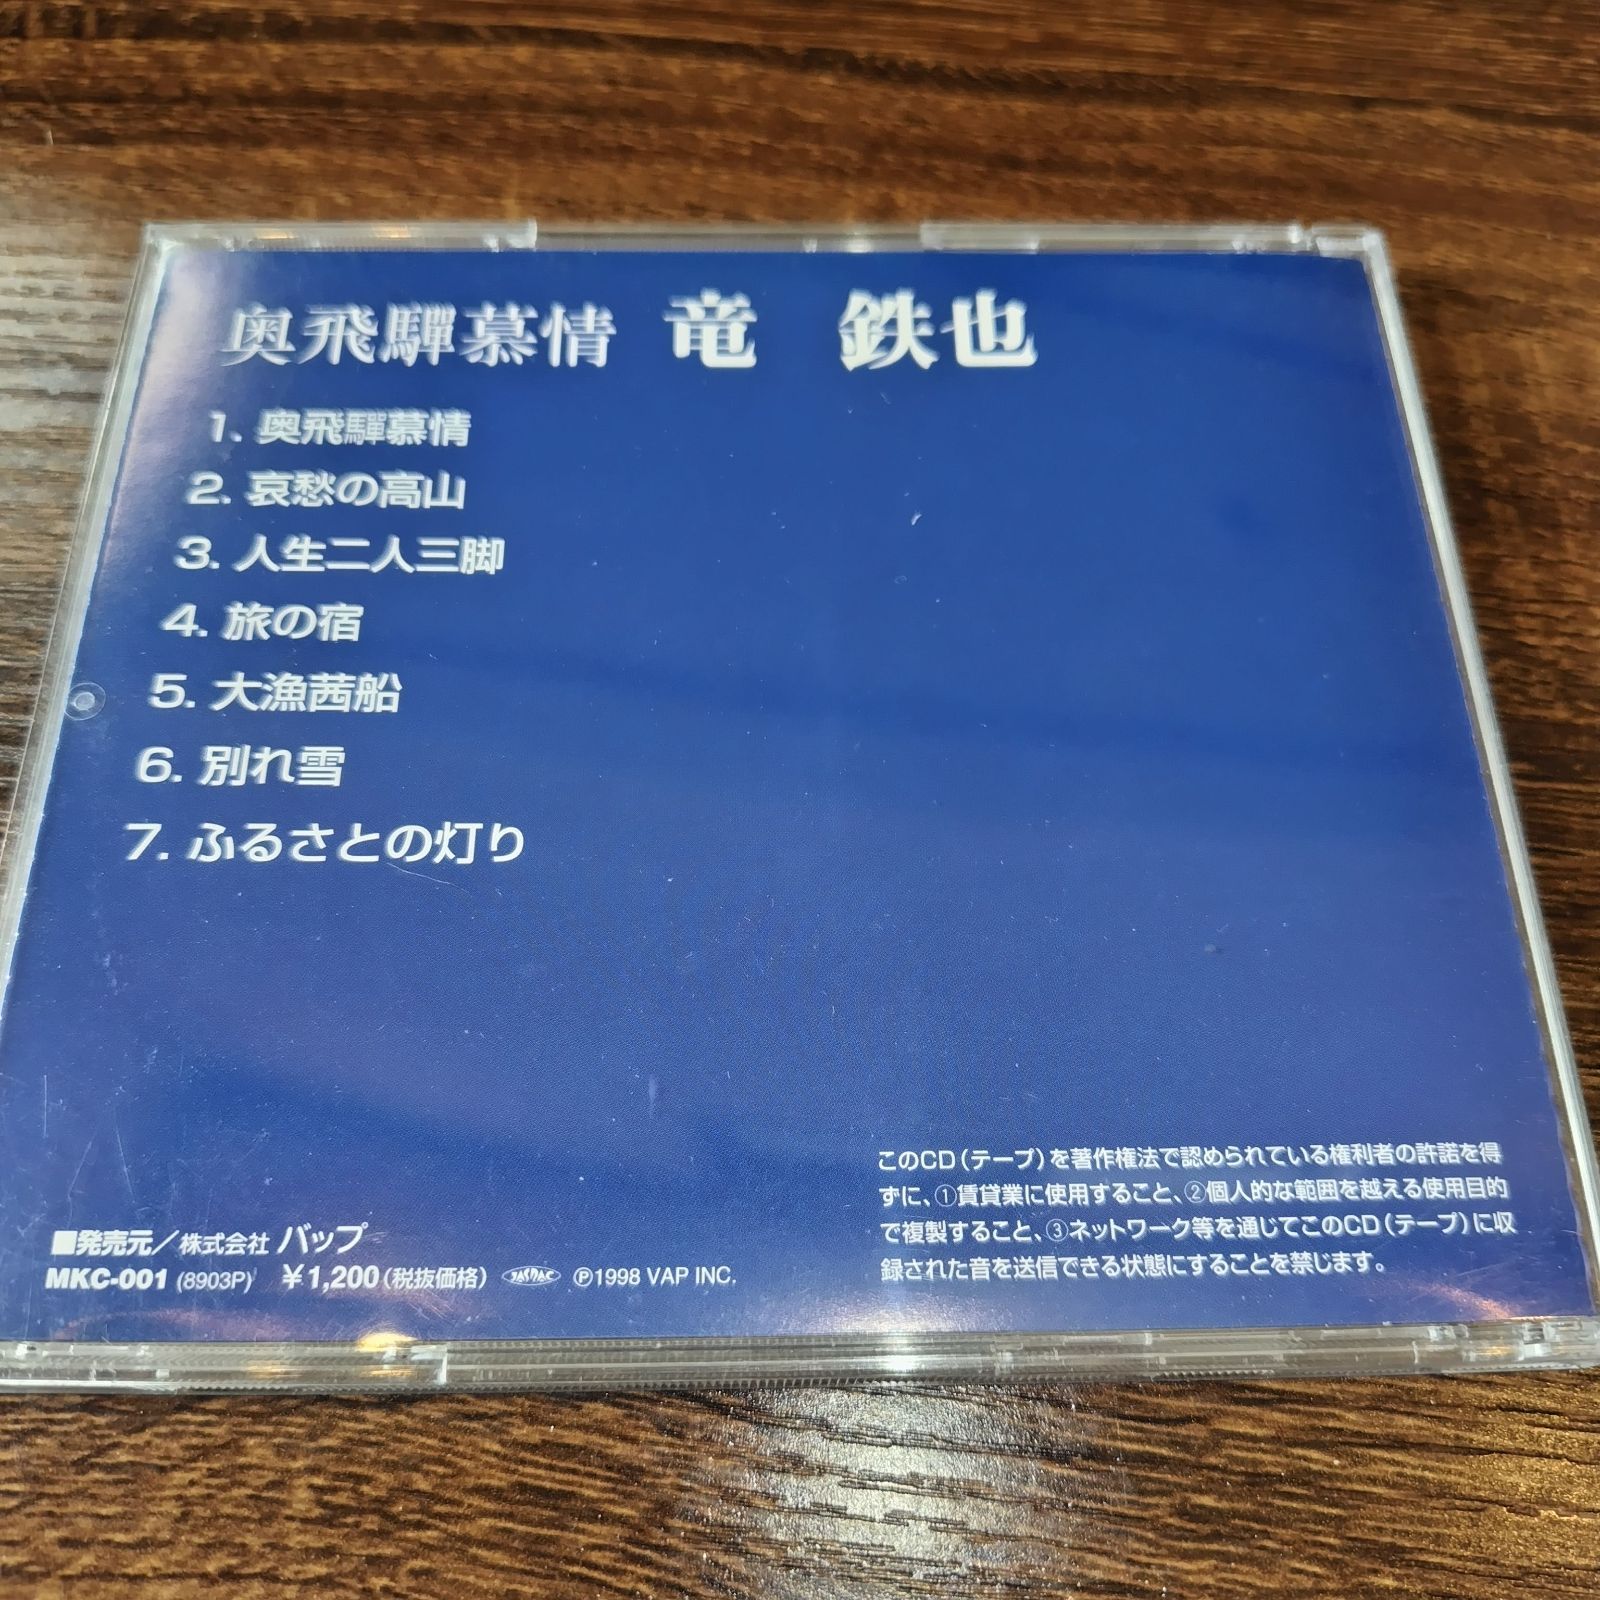 奥飛驒慕情 竜 鉄也
1. 奥飛驒慕情
2. 哀愁の高山
3. 人生二人三脚
4. 旅の宿
5. 大漁茜船
6. 別れ雪
7. ふるさとの灯り
■発売元／株式会社 バップ
MKC-001 (8903P) ￥1,200(税抜価格) JASRAC Ⓟ1998 VAP INC.
このCD(テープ)を著作権法で認められている権利者の許諾を得
ずに、①賃貸業に使用すること、②個人的な範囲を越える使用目的
で複製すること、③ネットワーク等を通じてこのCD(テープ)に収
録された音を送信できる状態にすることを禁じます。